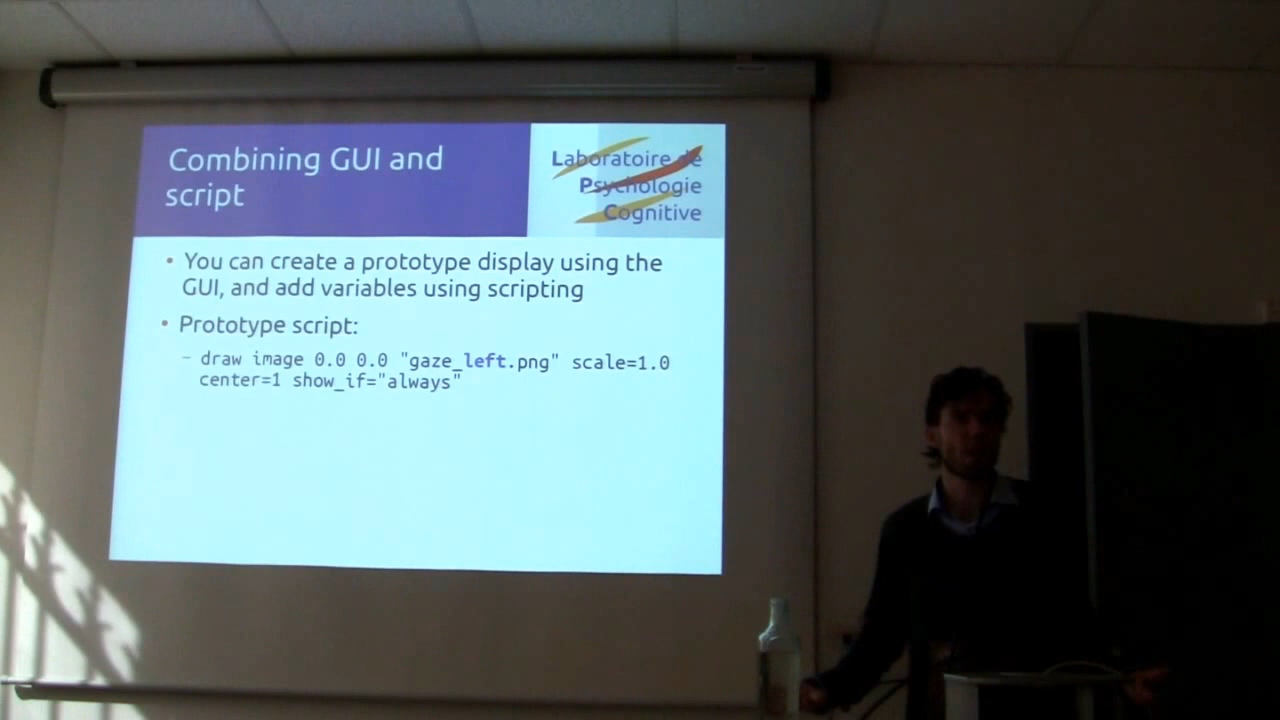 Combining GUI and
script
Laboratoire de
Psychologie
Cognitive
• You can create a prototype display using the
GUI, and add variables using scripting
• Prototype script:
– draw image 0.0 0.0 "gaze_left.png" scale=1.0
center=1 show_if="always"